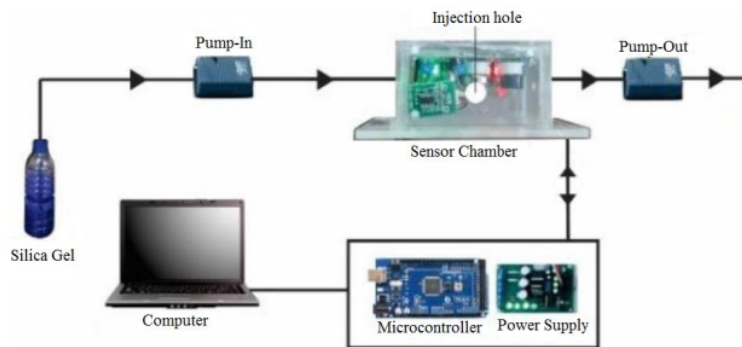 Injection hole
Pump-In
Pump-Out
Sensor Chamber
Silica Gel
Computer
Microcontroller
Power Supply